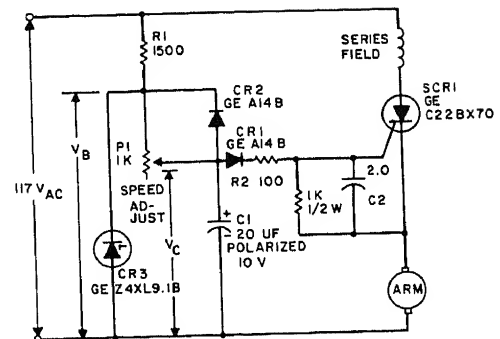 R1
1500
SERIES
FIELD
CR2
GE A14B
SCR1
GE
C22BX70
CR1
GE A14B
VB
P1
1K
117 VAC
R2 100
2.0
SPEED
AD-
JUST
1K
1/2 W
C2
VC
+ C1
- 20 UF
POLARIZED
10 V
CR3
GE Z4XL9.1B
ARM